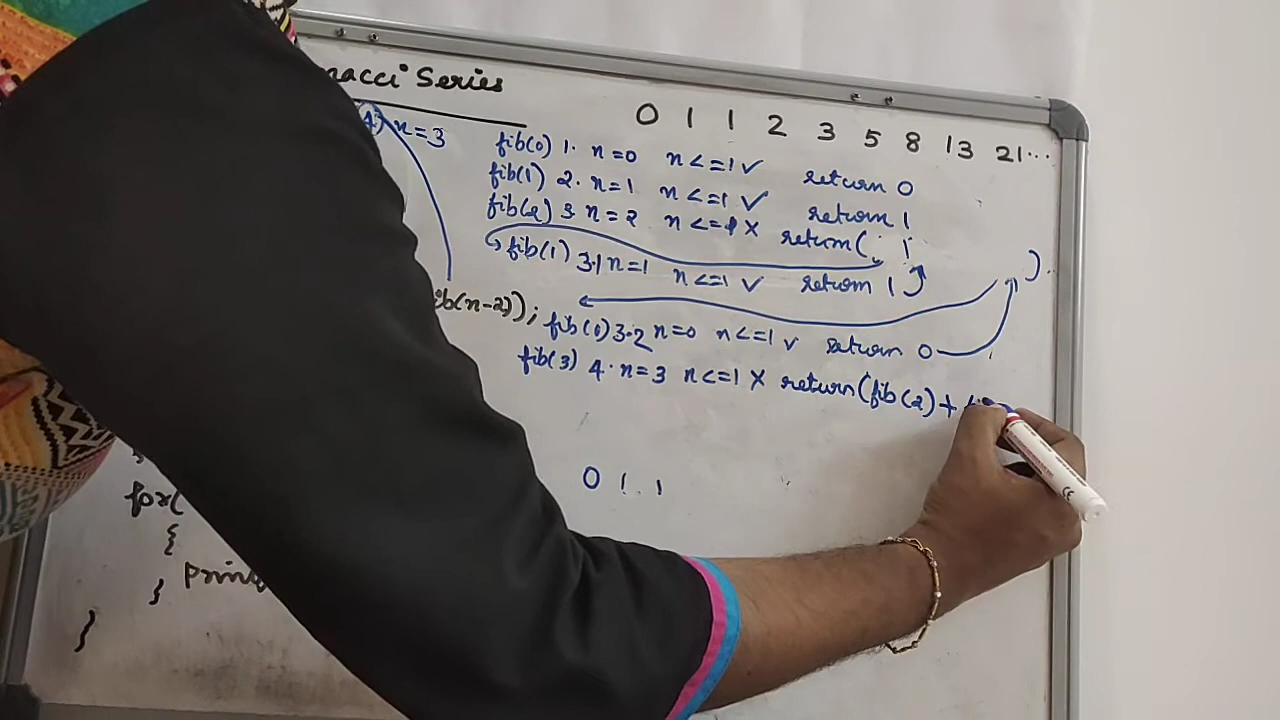 nacci Series
0 1 1 2 3 5 8 13 21...
4) n=3
fib(0) 1. n=0 n<=1 ✓ return 0
fib(1) 2. n=1 n<=1 ✓ return 1
fib(2) 3. n=2 n<=1 X return( , 1 , ).
fib(1) 3.1 n=1 n<=1 ✓ return 1
ib(n-2));
fib(0) 3.2 n=0 n<=1 ✓ return 0
fib(3) 4. n=3 n<=1 X return(fib(2)+
0 1 . 1
for(
{
}
}